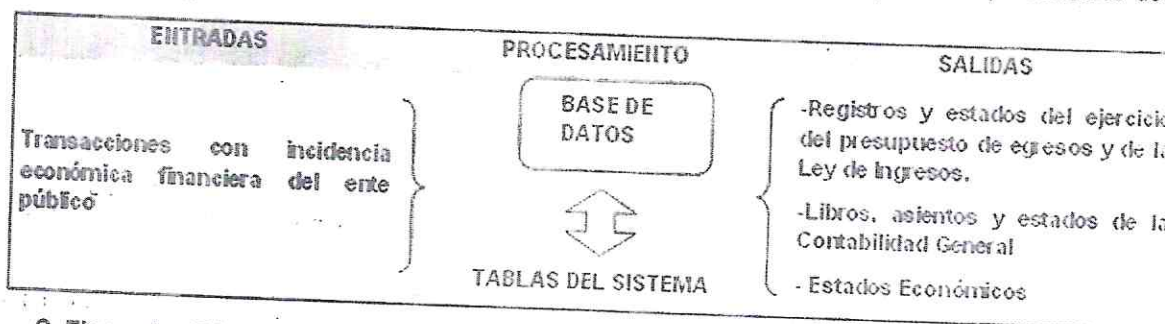 ENTRADAS
PROCESAMIENTO
SALIDAS
Transacciones con incidencia
económica financiera del ente
público
BASE DE
DATOS
TABLAS DEL SISTEMA
-Registros y estados del ejercicio
del presupuesto de egresos y de la
Ley de Ingresos.
-Libros, asientos y estados de la
Contabilidad General
- Estados Económicos